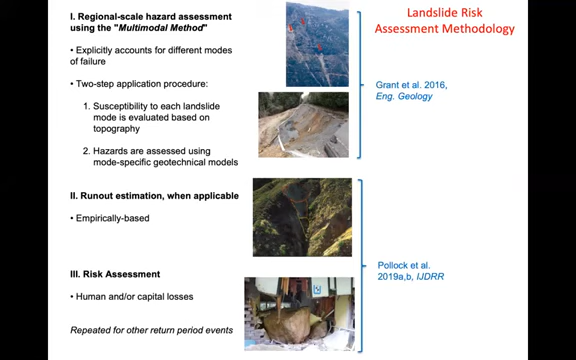 I. Regional-scale hazard assessment
using the "Multimodal Method"
• Explicitly accounts for different modes
of failure
• Two-step application procedure:
1. Susceptibility to each landslide
mode is evaluated based on
topography
2. Hazards are assessed using
mode-specific geotechnical models
II. Runout estimation, when applicable
• Empirically-based
III. Risk Assessment
• Human and/or capital losses
Repeated for other return period events
Landslide Risk
Assessment Methodology
Grant et al. 2016,
Eng. Geology
Pollock et al.
2019a,b, IJDRR